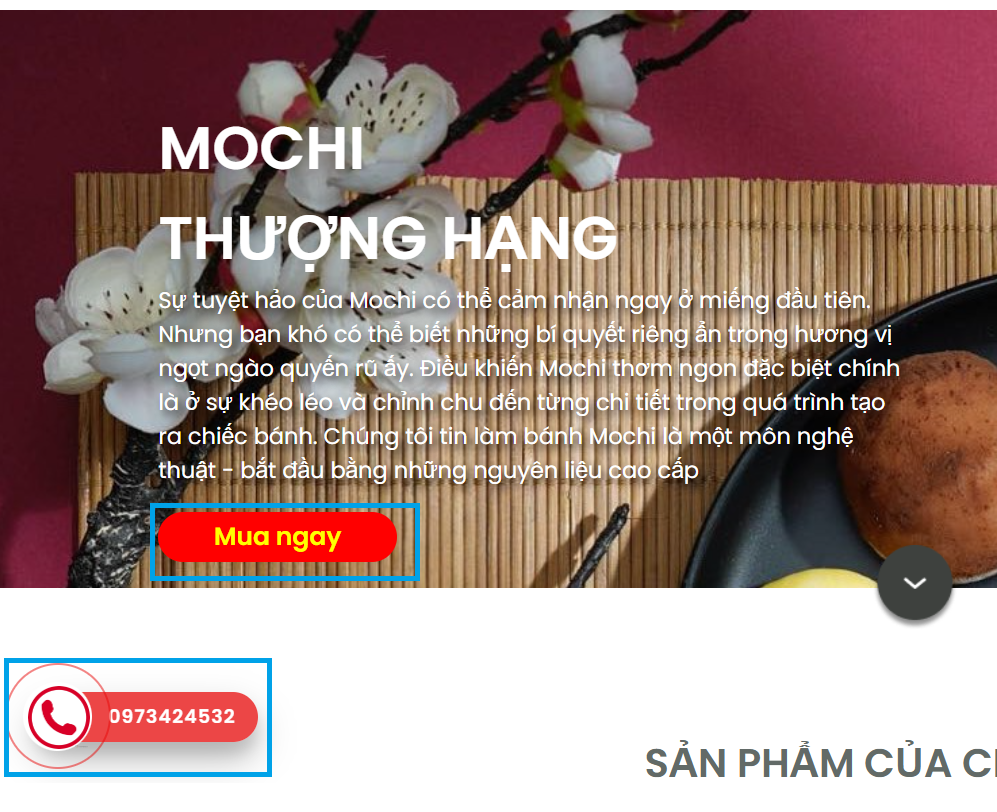 MOCHI
THƯỢNG HẠNG
Sự tuyệt hảo của Mochi có thể cảm nhận ngay ở miếng đầu tiên.
Nhưng bạn khó có thể biết những bí quyết riêng ẩn trong hương vị
ngọt ngào quyến rũ ấy. Điều khiến Mochi thơm ngon đặc biệt chính
là ở sự khéo léo và chỉnh chu đến từng chi tiết trong quá trình tạo
ra chiếc bánh. Chúng tôi tin làm bánh Mochi là một môn nghệ
thuật - bắt đầu bằng những nguyên liệu cao cấp
Mua ngay
0973424532
SẢN PHẨM CỦA